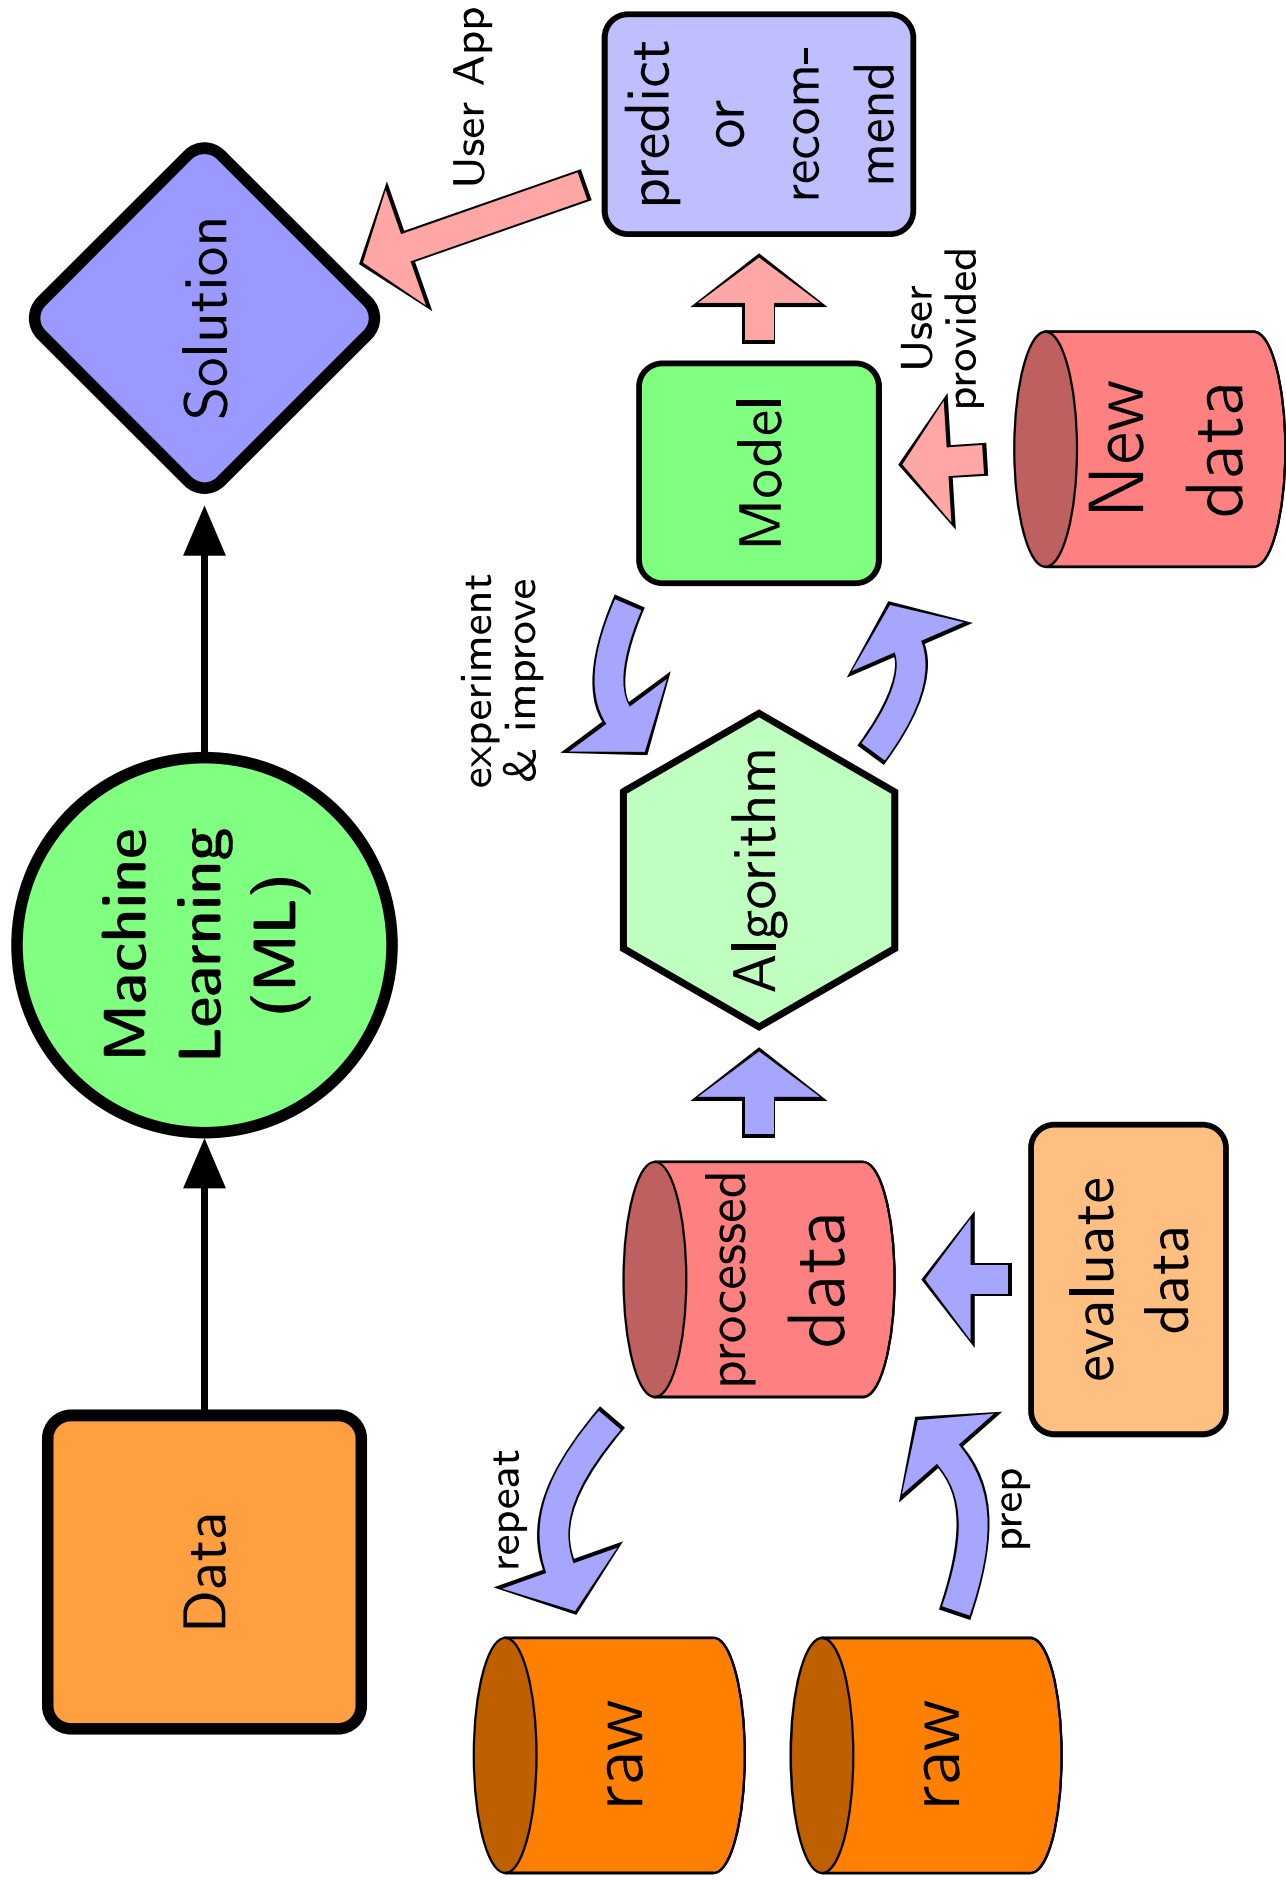 Data
Machine
Learning
(ML)
Solution
raw
raw
repeat
prep
processed
data
evaluate
data
Algorithm
experiment
& improve
Model
User
provided
New
data
predict
or
recom-
mend
User App